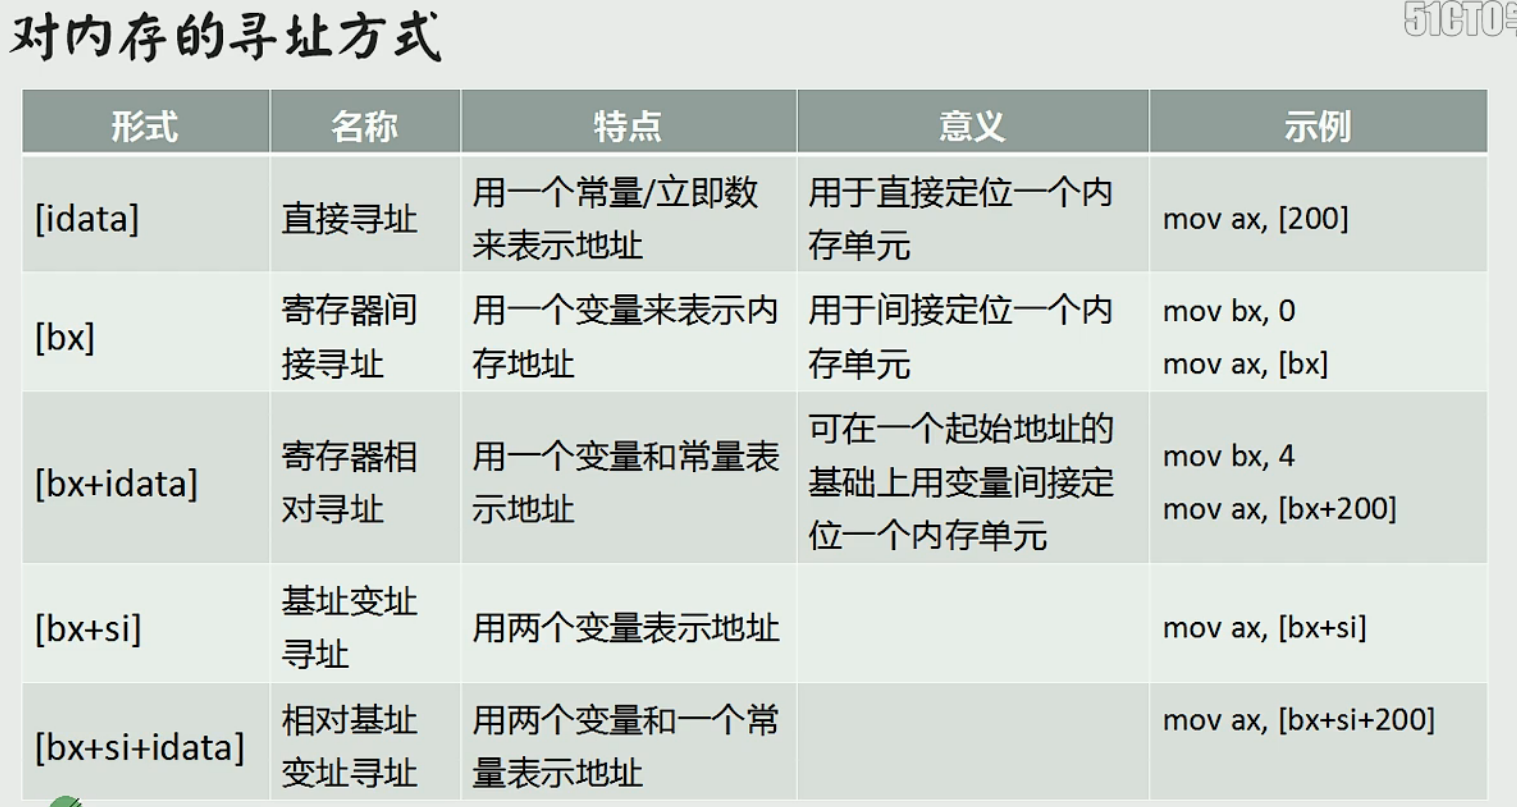 对内存的寻址方式
51CTO
形式 名称 特点 意义 示例
[idata] 直接寻址 用一个常量/立即数 用于直接定位一个内 mov ax, [200]
来表示地址 存单元
[bx] 寄存器间 用一个变量来表示内 用于间接定位一个内 mov bx, 0
接寻址 存地址 存单元 mov ax, [bx]
[bx+idata] 寄存器相 用一个变量和常量表 可在一个起始地址的 mov bx, 4
对寻址 示地址 基础上用变量间接定 mov ax, [bx+200]
位一个内存单元
[bx+si] 基址变址 用两个变量表示地址 mov ax, [bx+si]
寻址
[bx+si+idata] 相对基址 用两个变量和一个常 mov ax, [bx+si+200]
变址寻址 量表示地址